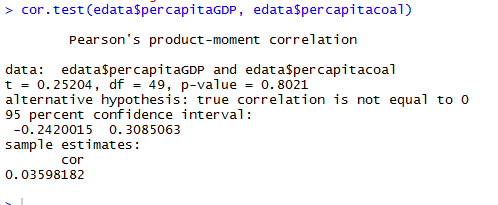 > cor.test(edata$percapitaGDP, edata$percapitacoal)
Pearson's product-moment correlation
data:  edata$percapitaGDP and edata$percapitacoal
t = 0.25204, df = 49, p-value = 0.8021
alternative hypothesis: true correlation is not equal to 0
95 percent confidence interval:
 -0.2420015  0.3085063
sample estimates:
       cor
0.03598182
>